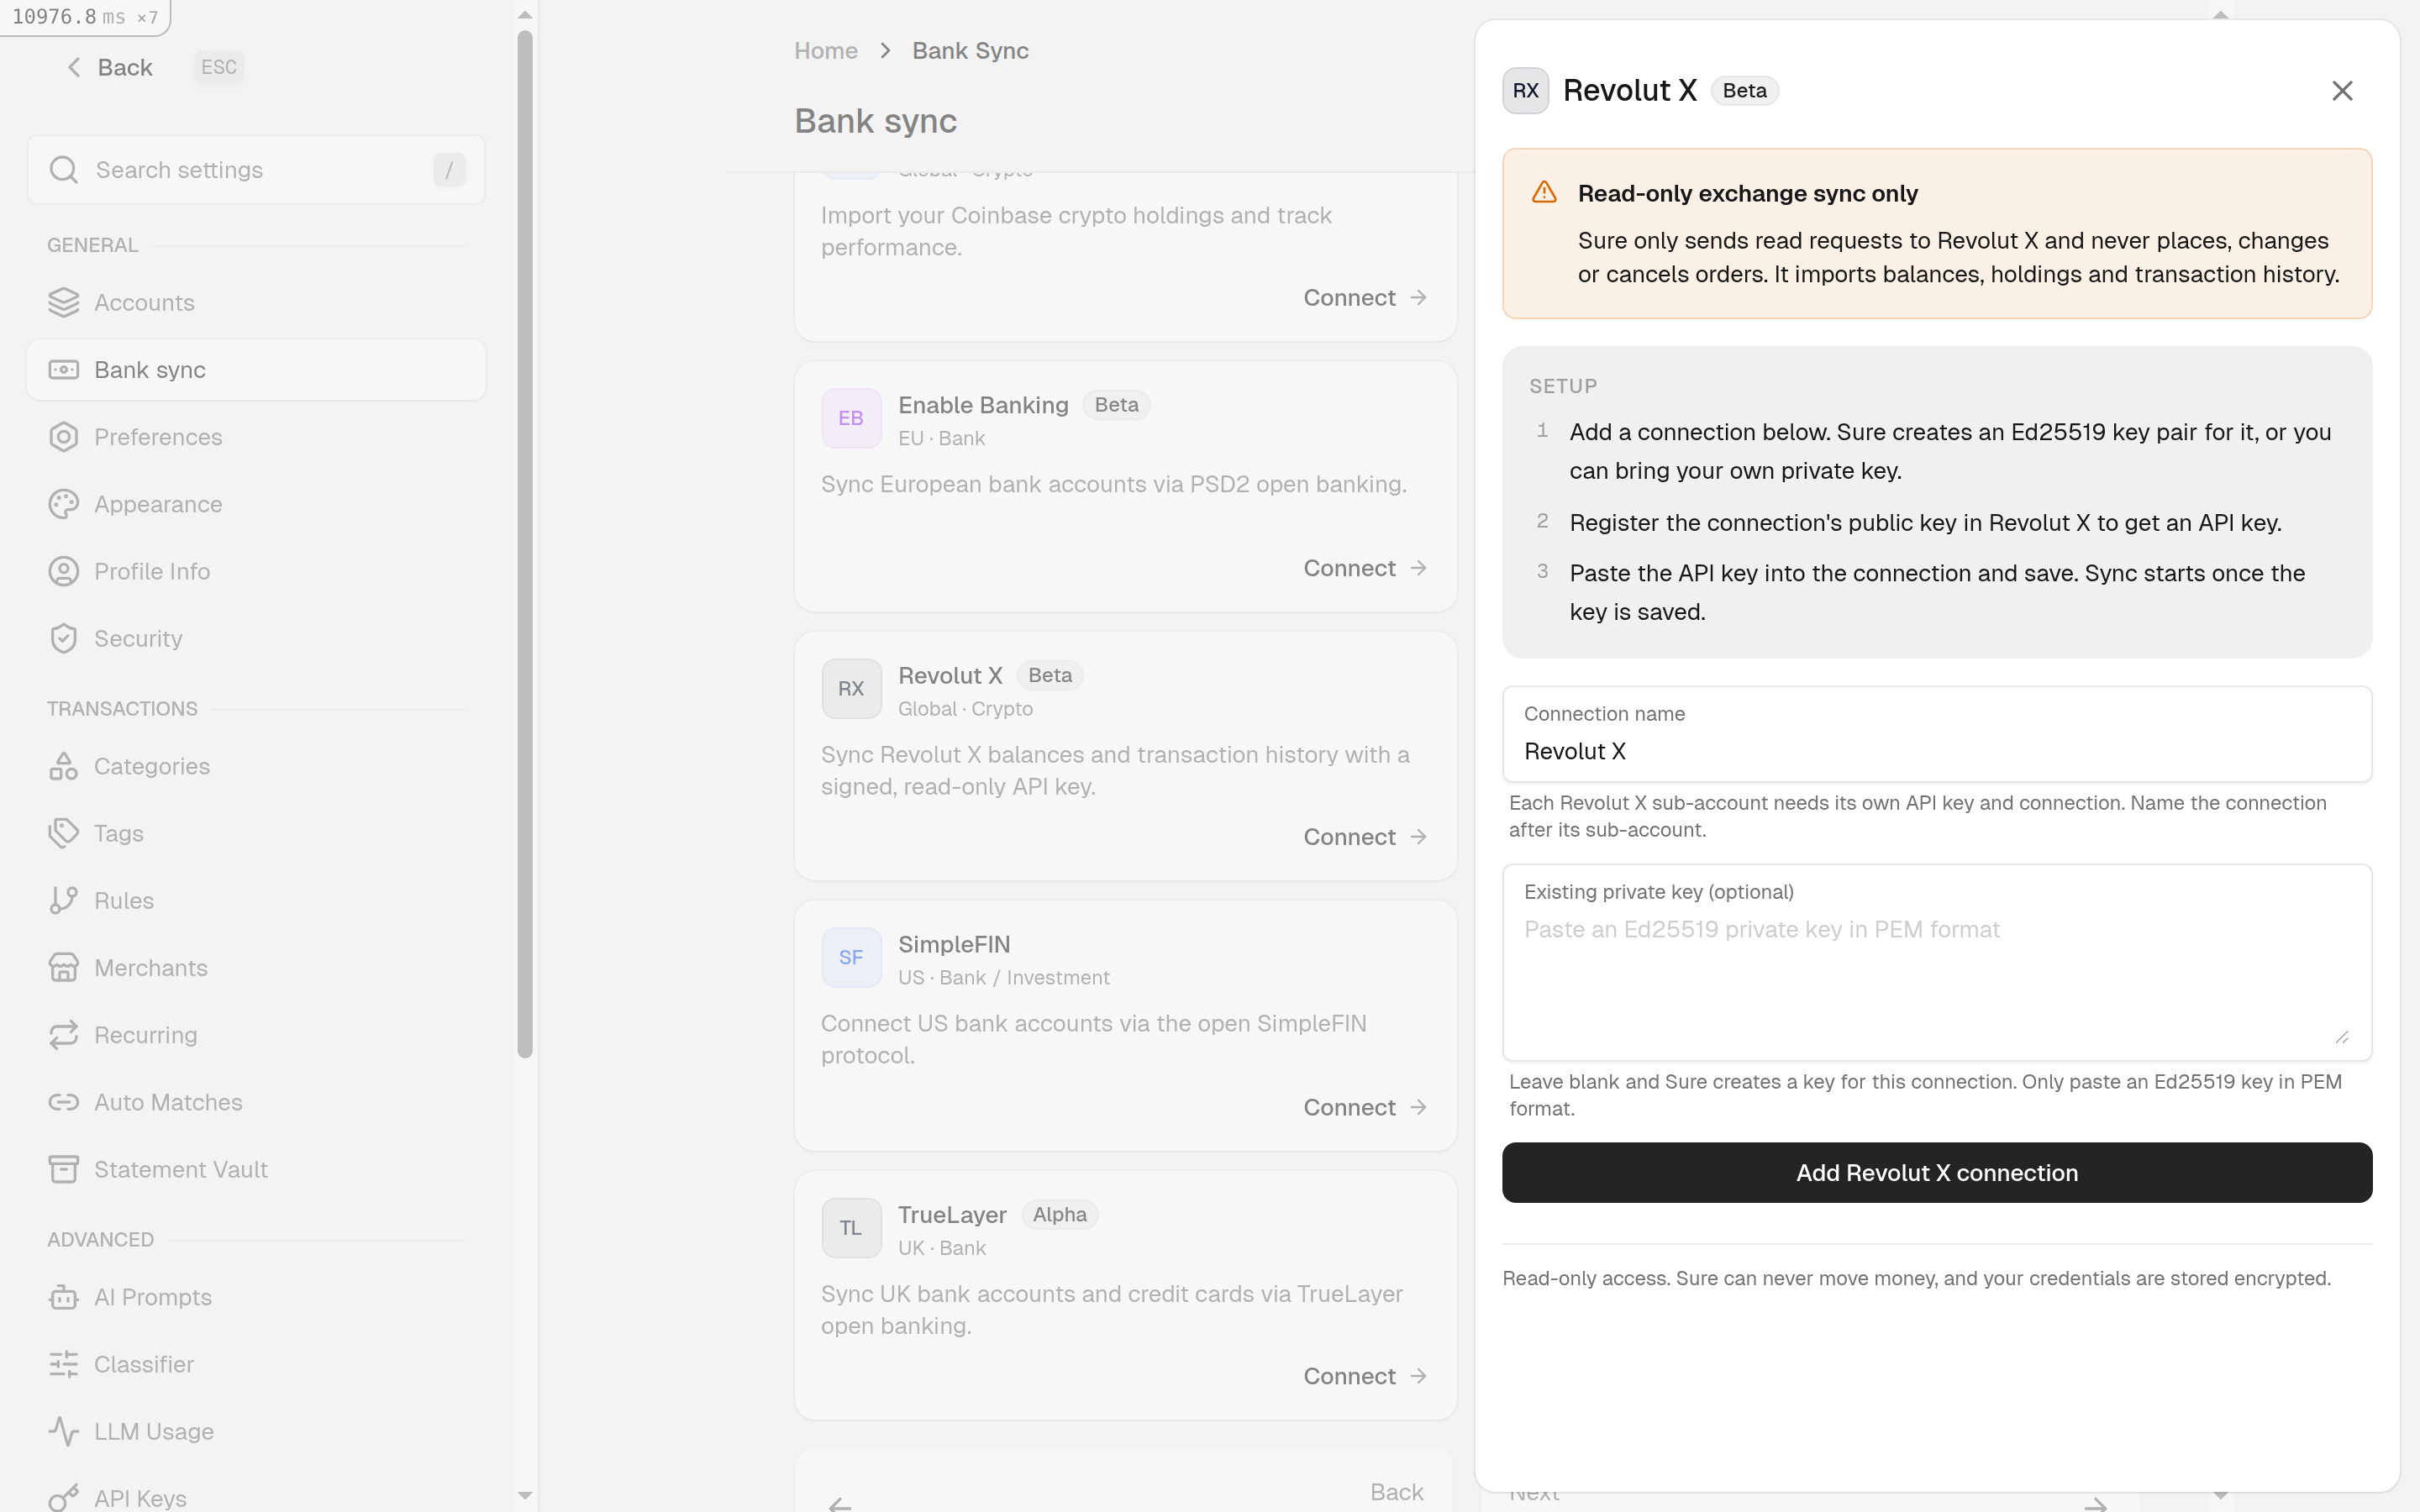 10976.8 ms ×7
Back ESC
Search settings /
GENERAL
Accounts
Bank sync
Preferences
Appearance
Profile Info
Security
TRANSACTIONS
Categories
Tags
Rules
Merchants
Recurring
Auto Matches
Statement Vault
ADVANCED
AI Prompts
Classifier
LLM Usage
API Keys
Home > Bank Sync
Bank sync
Global · Crypto
Import your Coinbase crypto holdings and track
performance.
Connect →
EB Enable Banking Beta
EU · Bank
Sync European bank accounts via PSD2 open banking.
Connect →
RX Revolut X Beta
Global · Crypto
Sync Revolut X balances and transaction history with a
signed, read-only API key.
Connect →
SF SimpleFIN
US · Bank / Investment
Connect US bank accounts via the open SimpleFIN
protocol.
Connect →
TL TrueLayer Alpha
UK · Bank
Sync UK bank accounts and credit cards via TrueLayer
open banking.
Connect →
← Back
Next →
RX Revolut X Beta
Read-only exchange sync only
Sure only sends read requests to Revolut X and never places, changes
or cancels orders. It imports balances, holdings and transaction history.
SETUP
1 Add a connection below. Sure creates an Ed25519 key pair for it, or you
can bring your own private key.
2 Register the connection's public key in Revolut X to get an API key.
3 Paste the API key into the connection and save. Sync starts once the
key is saved.
Connection name
Revolut X
Each Revolut X sub-account needs its own API key and connection. Name the connection
after its sub-account.
Existing private key (optional)
Paste an Ed25519 private key in PEM format
Leave blank and Sure creates a key for this connection. Only paste an Ed25519 key in PEM
format.
Add Revolut X connection
Read-only access. Sure can never move money, and your credentials are stored encrypted.